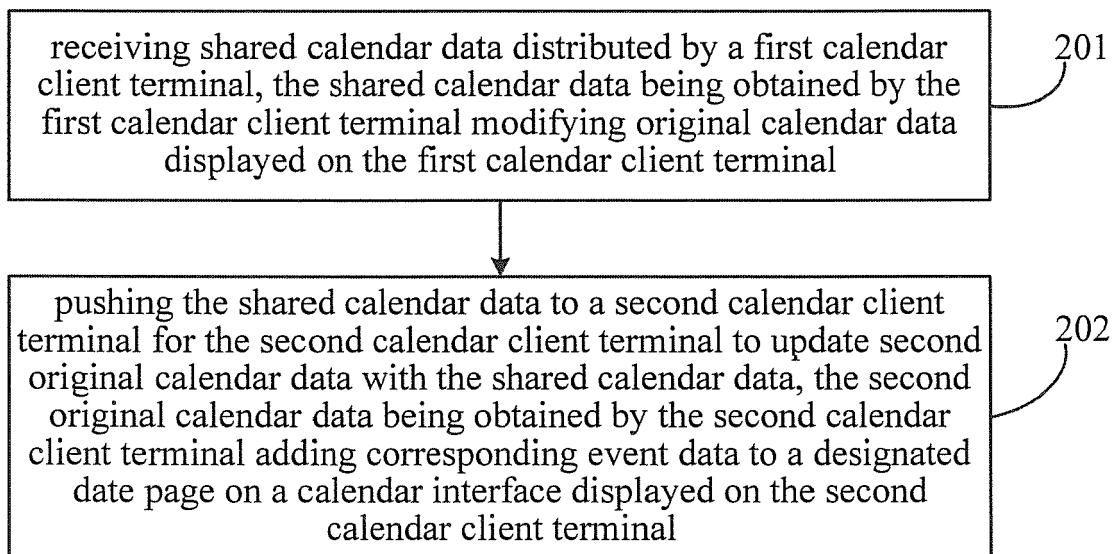 receiving shared calendar data distributed by a first calendar
client terminal, the shared calendar data being obtained by the
first calendar client terminal modifying original calendar data
displayed on the first calendar client terminal
201
pushing the shared calendar data to a second calendar client
terminal for the second calendar client terminal to update second
original calendar data with the shared calendar data, the second
original calendar data being obtained by the second calendar
client terminal adding corresponding event data to a designated
date page on a calendar interface displayed on the second
calendar client terminal
202